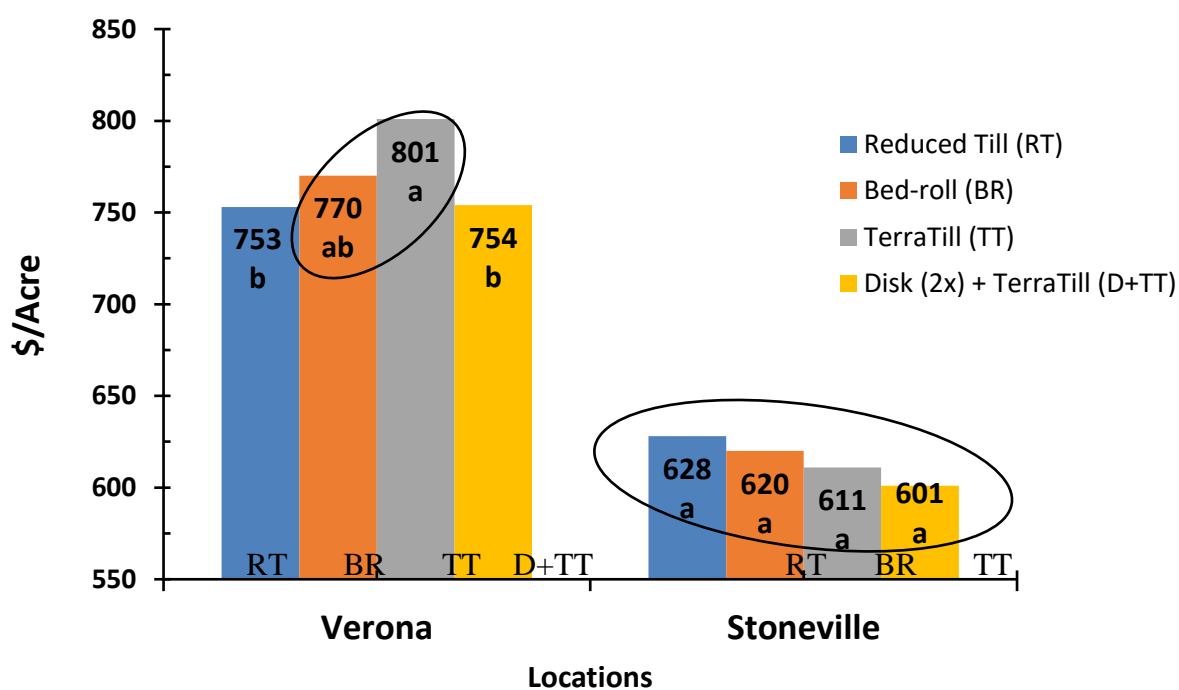 850
800
750
700
650
600
550
$/Acre
753
b
770
ab
801
a
754
b
628
a
620
a
611
a
601
a
RT BR TT D+TT
RT BR TT
Verona
Stoneville
Locations
Reduced Till (RT)
Bed-roll (BR)
TerraTill (TT)
Disk (2x) + TerraTill (D+TT)